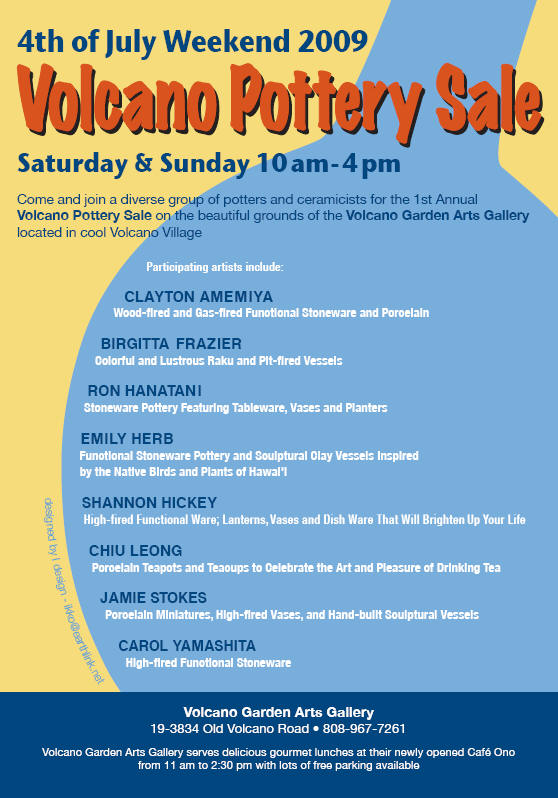 4th of July Weekend 2009
Volcano Pottery Sale
Saturday & Sunday 10 am-4 pm
Come and join a diverse group of potters and ceramicists for the 1st Annual
Volcano Pottery Sale on the beautiful grounds of the Volcano Garden Arts Gallery
located in cool Volcano Village
Participating artists include:
CLAYTON AMEMIYA
Wood-fired and Gas-fired Functional Stoneware and Porcelain
BIRGITTA FRAZIER
Colorful and Lustrous Raku and Pit-fired Vessels
RON HANATANI
Stoneware Pottery Featuring Tableware, Vases and Planters
EMILY HERB
Functional Stoneware Pottery and Sculptural Clay Vessels Inspired
by the Native Birds and Plants of Hawai'i
SHANNON HICKEY
High-fired Functional Ware; Lanterns, Vases and Dish Ware That Will Brighten Up Your Life
CHIU LEONG
Porcelain Teapots and Teacups to Celebrate the Art and Pleasure of Drinking Tea
JAMIE STOKES
Porcelain Miniatures, High-fired Vases, and Hand-built Sculptural Vessels
CAROL YAMASHITA
High-fired Functional Stoneware
designed by I design - ikko@earthlink.net
Volcano Garden Arts Gallery
19-3834 Old Volcano Road • 808-967-7261
Volcano Garden Arts Gallery serves delicious gourmet lunches at their newly opened Café Ono
from 11 am to 2:30 pm with lots of free parking available